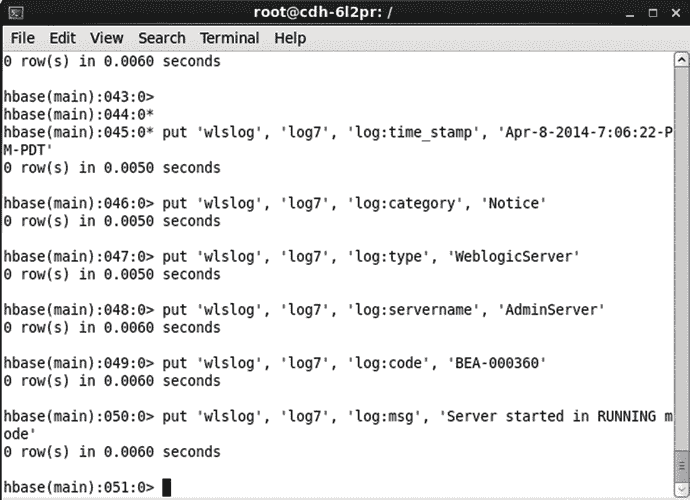 root@cdh-6l2pr: /
File Edit View Search Terminal Help
0 row(s) in 0.0060 seconds
hbase(main):043:0>
hbase(main):044:0*
hbase(main):045:0* put 'wlslog', 'log7', 'log:time_stamp', 'Apr-8-2014-7:06:22-P
M-PDT'
0 row(s) in 0.0050 seconds
hbase(main):046:0> put 'wlslog', 'log7', 'log:category', 'Notice'
0 row(s) in 0.0050 seconds
hbase(main):047:0> put 'wlslog', 'log7', 'log:type', 'WeblogicServer'
0 row(s) in 0.0050 seconds
hbase(main):048:0> put 'wlslog', 'log7', 'log:servername', 'AdminServer'
0 row(s) in 0.0060 seconds
hbase(main):049:0> put 'wlslog', 'log7', 'log:code', 'BEA-000360'
0 row(s) in 0.0060 seconds
hbase(main):050:0> put 'wlslog', 'log7', 'log:msg', 'Server started in RUNNING m
ode'
0 row(s) in 0.0060 seconds
hbase(main):051:0>